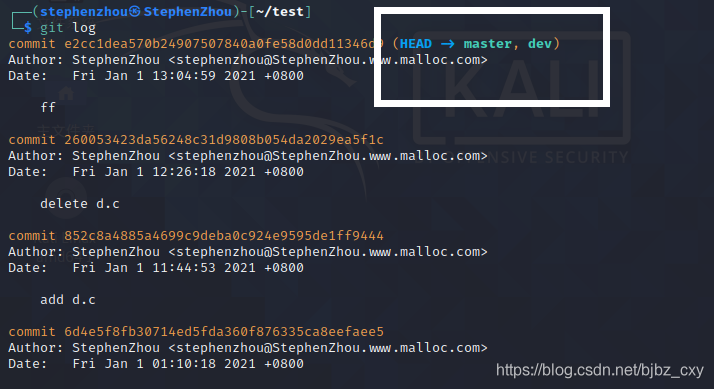 ┌──(stephenzhou㉿StephenZhou)-[~/test]
└─$ git log
commit e2cc1dea570b24907507840a0fe58d0dd11346d9 (HEAD → master, dev)
Author: StephenZhou <stephenzhou@StephenZhou.www.malloc.com>
Date: Fri Jan 1 13:04:59 2021 +0800
ff
commit 260053423da56248c31d9808b054da2029ea5f1c
Author: StephenZhou <stephenzhou@StephenZhou.www.malloc.com>
Date: Fri Jan 1 12:26:18 2021 +0800
delete d.c
commit 852c8a4885a4699c9deba0c924e9595de1ff9444
Author: StephenZhou <stephenzhou@StephenZhou.www.malloc.com>
Date: Fri Jan 1 11:44:53 2021 +0800
add d.c
commit 6d4e5f8fb30714ed5fda360f876335ca8eefaee5
Author: StephenZhou <stephenzhou@StephenZhou.www.malloc.com>
Date: Fri Jan 1 01:10:18 2021 +0800
KALI
OFFENSIVE SECURITY
https://blog.csdn.net/bjbz_cxy